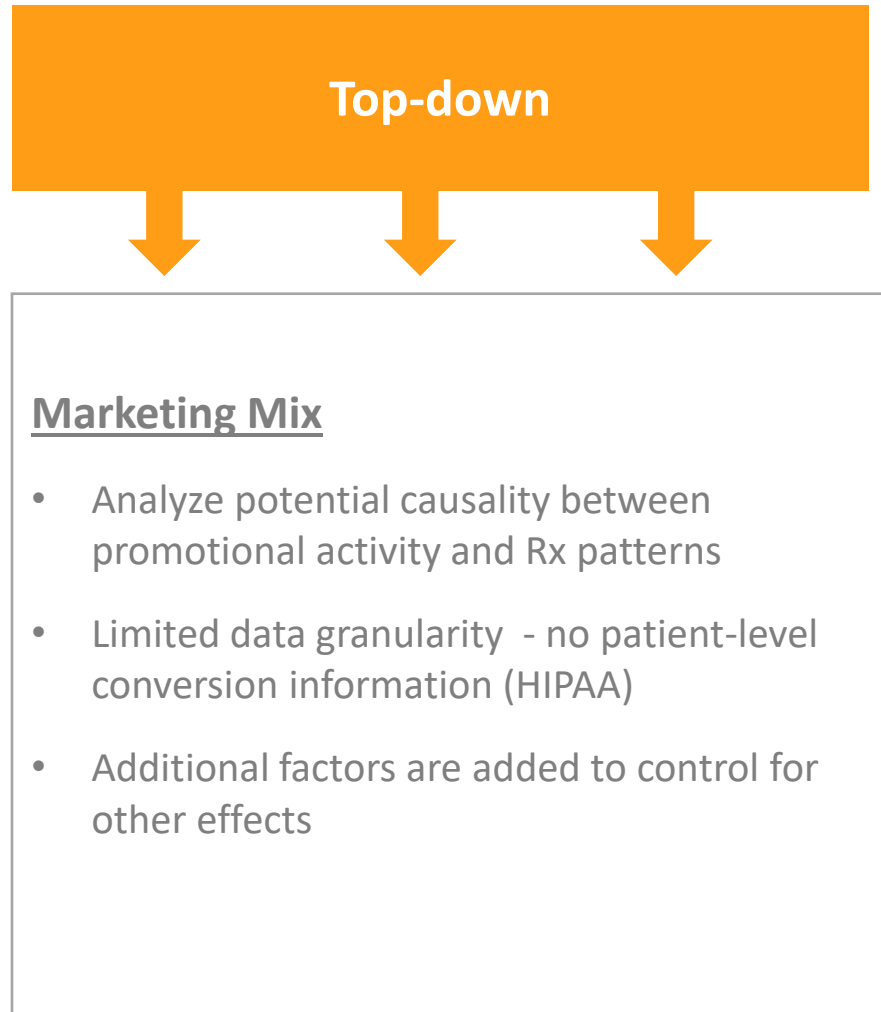 Top-down
Marketing Mix
• Analyze potential causality between
promotional activity and Rx patterns
• Limited data granularity  - no patient-level
conversion information (HIPAA)
• Additional factors are added to control for
other effects